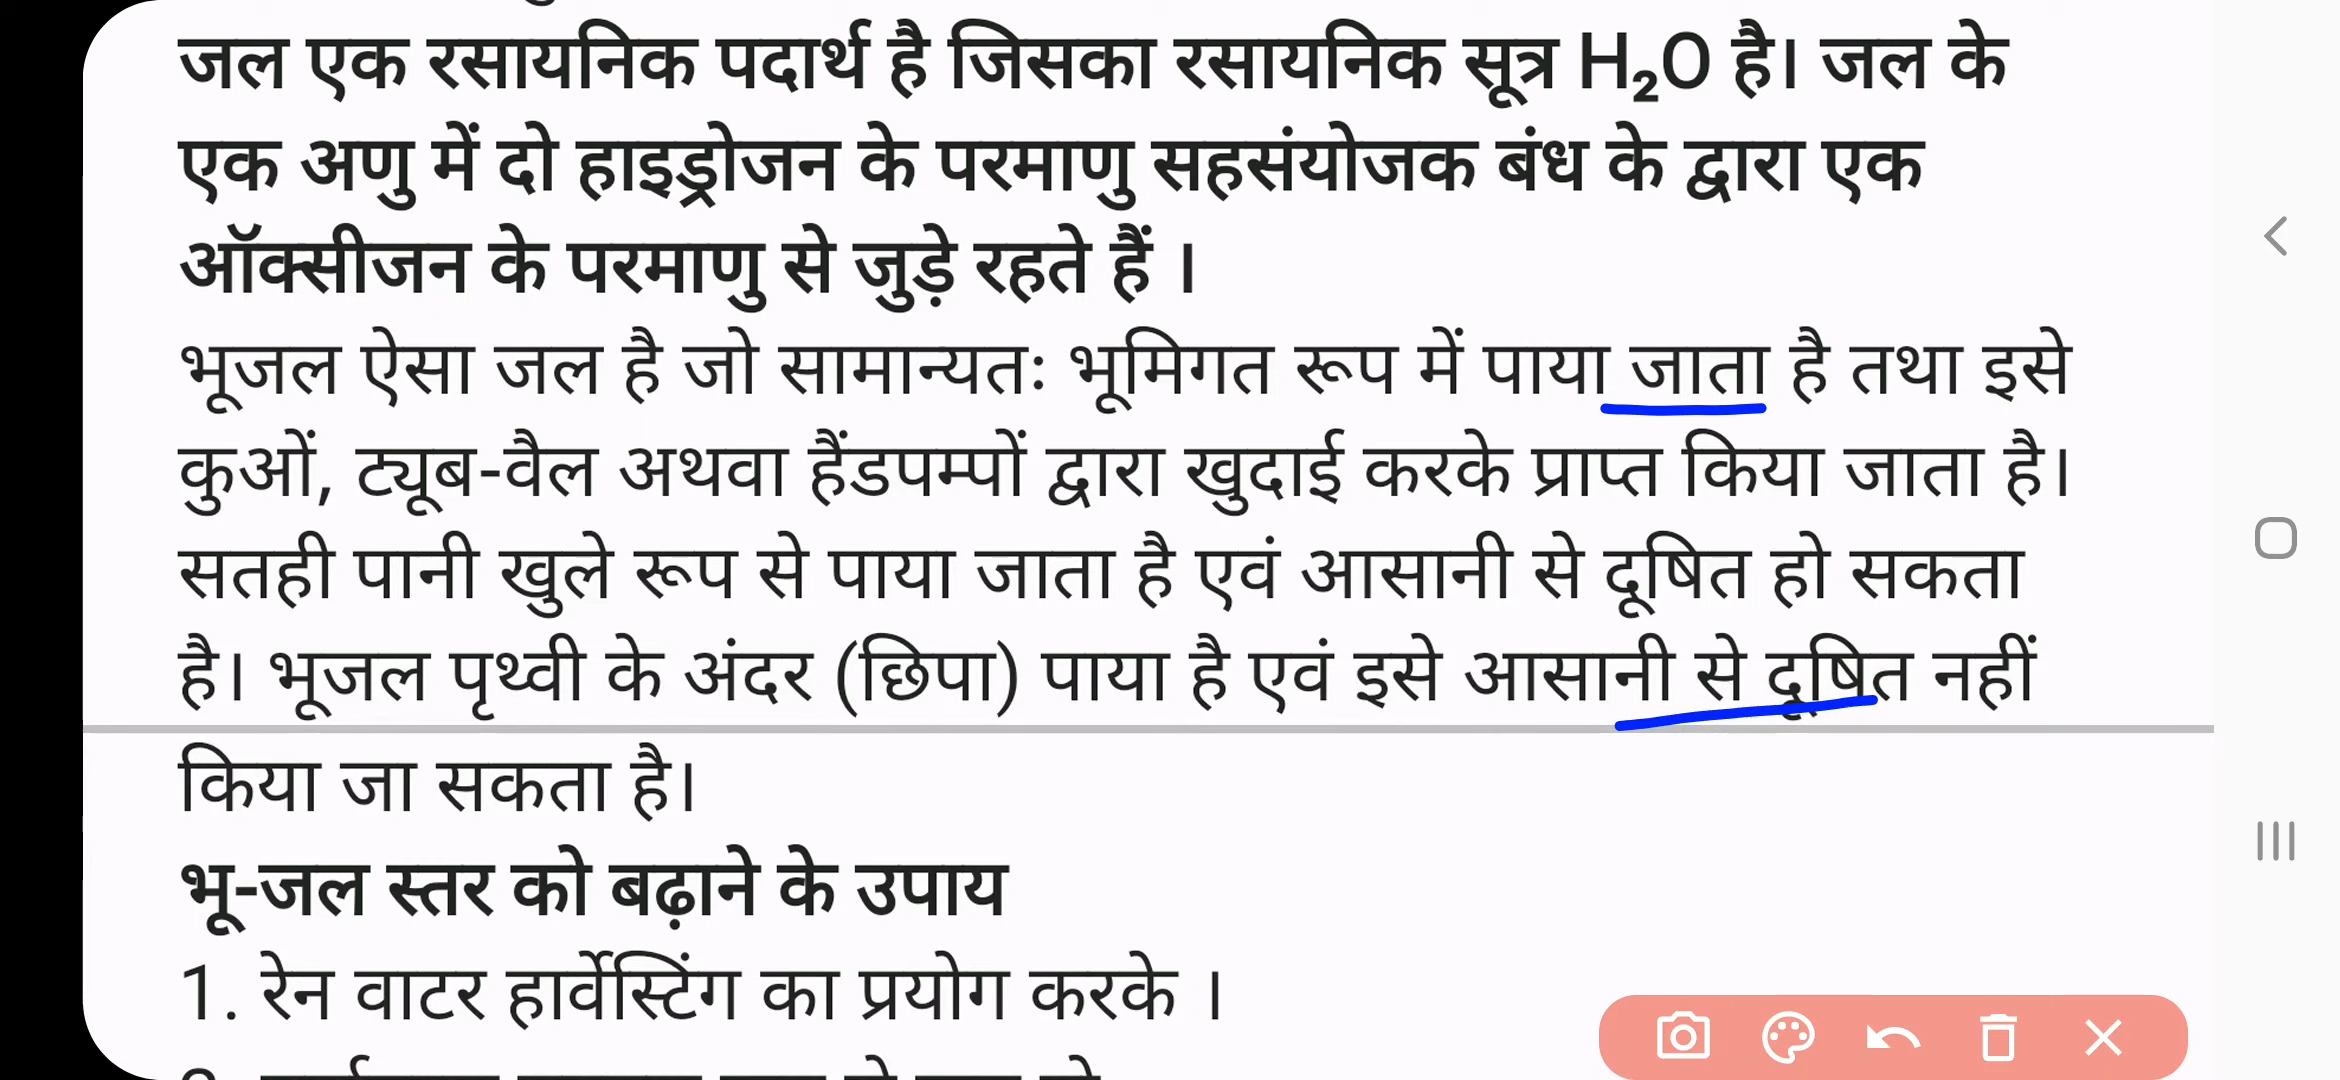 जल एक रसायनिक पदार्थ है जिसका रसायनिक सूत्र H₂O है। जल के
एक अणु में दो हाइड्रोजन के परमाणु सहसंयोजक बंध के द्वारा एक
ऑक्सीजन के परमाणु से जुड़े रहते हैं ।
भूजल ऐसा जल है जो सामान्यतः भूमिगत रूप में पाया जाता है तथा इसे
कुओं, ट्यूब-वैल अथवा हैंडपम्पों द्वारा खुदाई करके प्राप्त किया जाता है।
सतही पानी खुले रूप से पाया जाता है एवं आसानी से दूषित हो सकता
है। भूजल पृथ्वी के अंदर (छिपा) पाया है एवं इसे आसानी से दूषित नहीं
किया जा सकता है।
भू-जल स्तर को बढ़ाने के उपाय
1. रेन वाटर हार्वेस्टिंग का प्रयोग करके ।